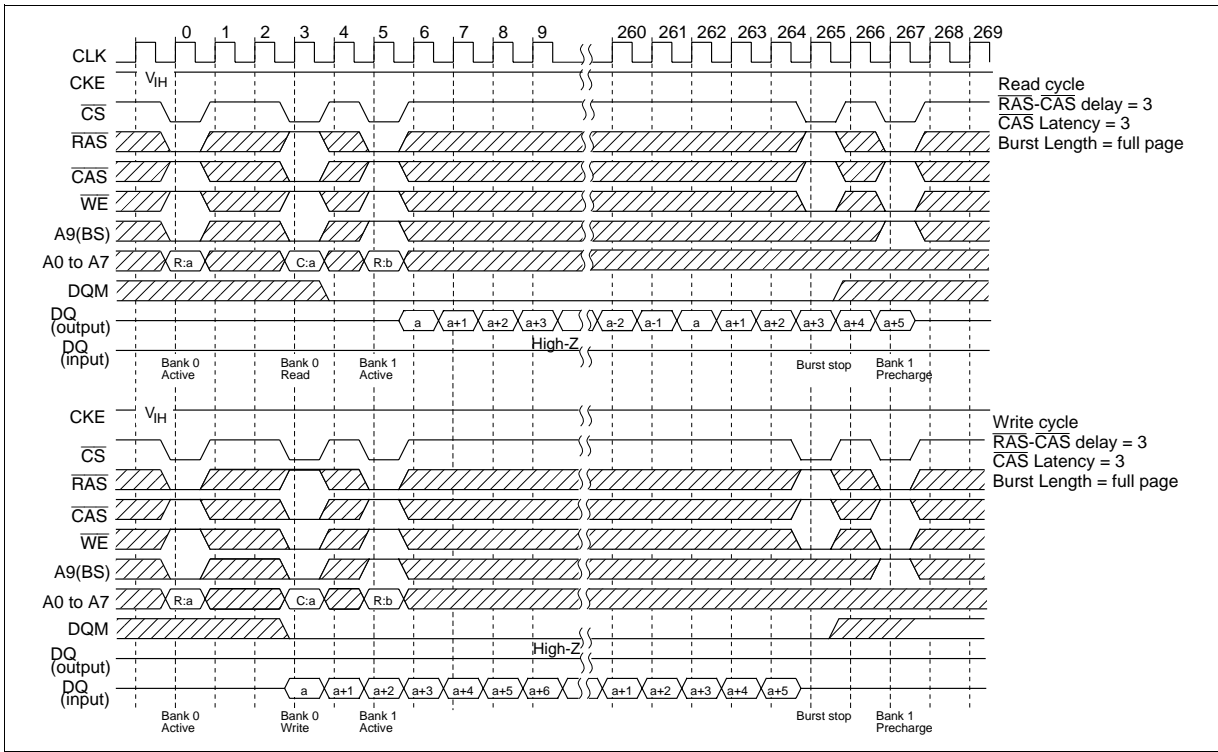 0 1 2 3 4 5 6 7 8 9 260 261 262 263 264 265 266 267 268 269
CLK
CKE VIH
CS
RAS
CAS
WE
A9(BS)
A0 to A7 R:a C:a R:b
DQM
DQ (output) a a+1 a+2 a+3 a-2 a-1 a a+1 a+2 a+3 a+4 a+5
DQ (input) High-Z
Bank 0 Active
Bank 0 Read
Bank 1 Active
Burst stop
Bank 1 Precharge
Read cycle
RAS-CAS delay = 3
CAS Latency = 3
Burst Length = full page
CKE VIH
CS
RAS
CAS
WE
A9(BS)
A0 to A7 R:a C:a R:b
DQM
DQ (output) High-Z
DQ (input) a a+1 a+2 a+3 a+4 a+5 a+6 a+1 a+2 a+3 a+4 a+5
Bank 0 Active
Bank 0 Write
Bank 1 Active
Burst stop
Bank 1 Precharge
Write cycle
RAS-CAS delay = 3
CAS Latency = 3
Burst Length = full page